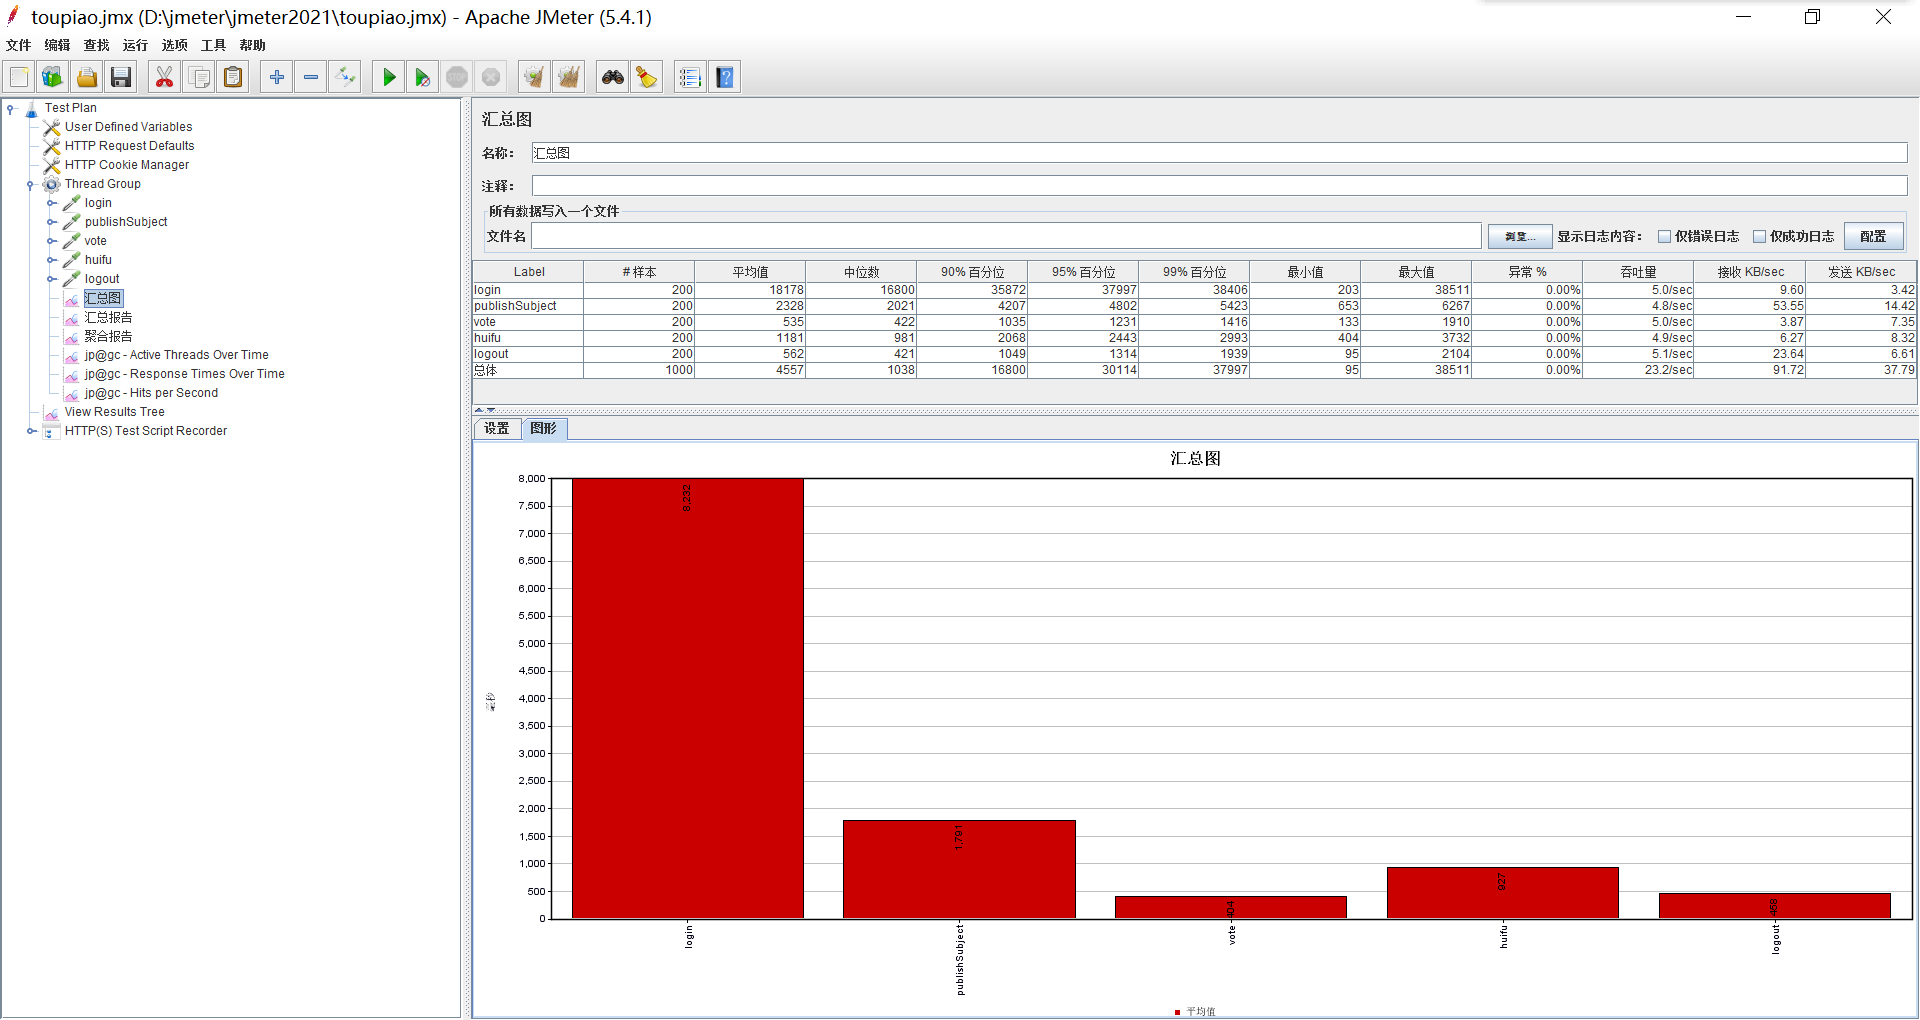 toupiao.jmx (D:\jmeter\jmeter2021\toupiao.jmx) - Apache JMeter (5.4.1)
文件 编辑 查找 运行 选项 工具 帮助
STOP
Test Plan
User Defined Variables
HTTP Request Defaults
HTTP Cookie Manager
Thread Group
login
publishSubject
vote
huifu
logout
汇总图
汇总报告
聚合报告
jp@gc - Active Threads Over Time
jp@gc - Response Times Over Time
jp@gc - Hits per Second
View Results Tree
HTTP(S) Test Script Recorder
汇总图
名称： 汇总图
注释：
所有数据写入一个文件
文件名 浏览... 显示日志内容： 仅错误日志 仅成功日志 配置
Label # 样本 平均值 中位数 90% 百分位 95% 百分位 99% 百分位 最小值 最大值 异常 % 吞吐量 接收 KB/sec 发送 KB/sec
login 200 18178 16800 35872 37997 38406 203 38511 0.00% 5.0/sec 9.60 3.42
publishSubject 200 2328 2021 4207 4802 5423 653 6267 0.00% 4.8/sec 53.55 14.42
vote 200 535 422 1035 1231 1416 133 1910 0.00% 5.0/sec 3.87 7.35
huifu 200 1181 981 2068 2443 2993 404 3732 0.00% 4.9/sec 6.27 8.32
logout 200 562 421 1049 1314 1939 95 2104 0.00% 5.1/sec 23.64 6.61
总体 1000 4557 1038 16800 30114 37997 95 38511 0.00% 23.2/sec 91.72 37.79
设置 图形
汇总图
8,000
7,500
7,000
6,500
6,000
5,500
5,000
4,500
4,000
3,500
3,000
2,500
2,000
1,500
1,000
500
0
8,232
1,791
404
927
login
publishSubject
vote
huifu
logout
平均值